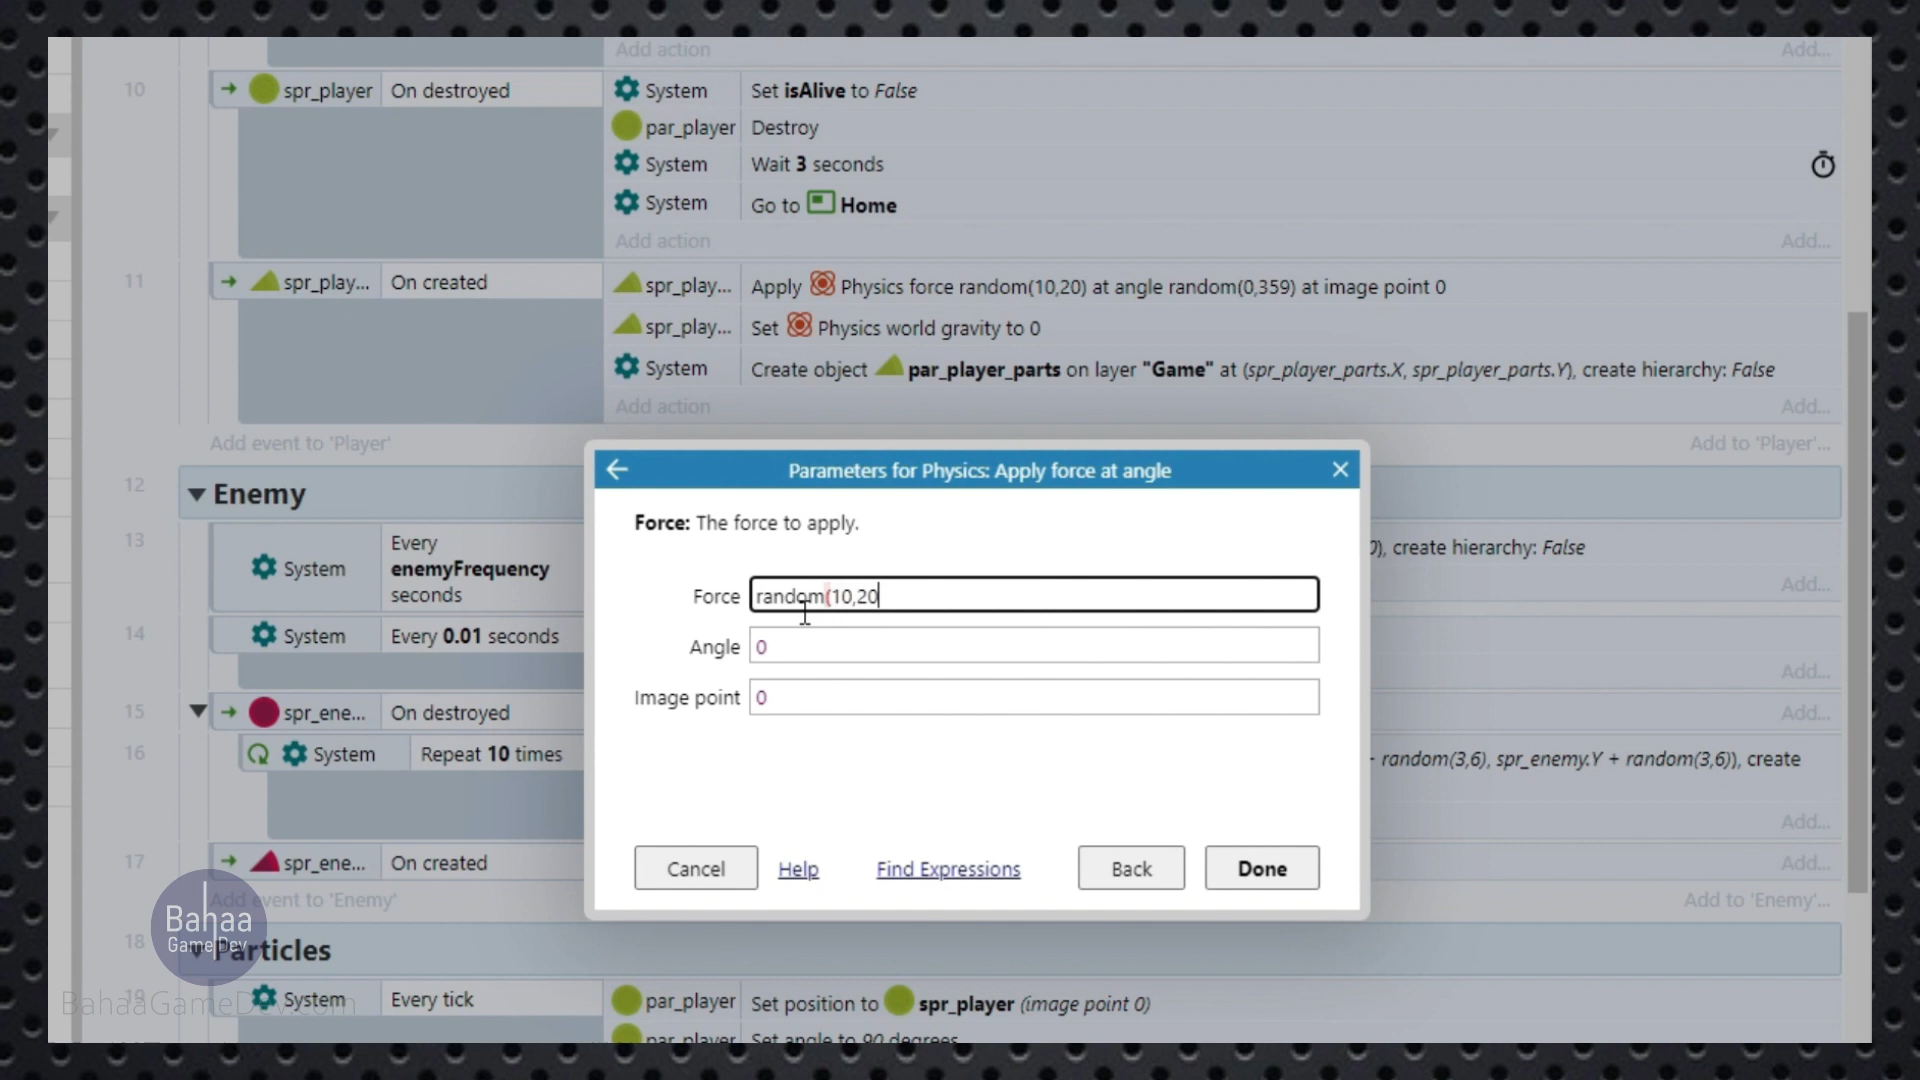 Add action Add...
10 spr_player On destroyed System Set isAlive to False
par_player Destroy
System Wait 3 seconds
System Go to Home
Add action Add...
11 spr_play... On created spr_play... Apply Physics force random(10,20) at angle random(0,359) at image point 0
spr_play... Set Physics world gravity to 0
System Create object par_player_parts on layer "Game" at (spr_player_parts.X, spr_player_parts.Y), create hierarchy: False
Add action Add...
Add event to 'Player' Add to 'Player'...
12 Enemy
13 System Every enemyFrequency seconds
), create hierarchy: False
Add...
14 System Every 0.01 seconds
Add...
15 spr_ene... On destroyed Add...
16 System Repeat 10 times random(3,6), spr_enemy.Y + random(3,6)), create
Add...
17 spr_ene... On created Add...
Add event to 'Enemy' Add to 'Enemy'...
18 Particles
19 System Every tick par_player Set position to spr_player (image point 0)
par_player Set angle to 90 degrees
Parameters for Physics: Apply force at angle
Force: The force to apply.
Force random(10,20
Angle 0
Image point 0
Cancel Help Find Expressions Back Done
Bahaa
GameDev
BahaaGameDev.com